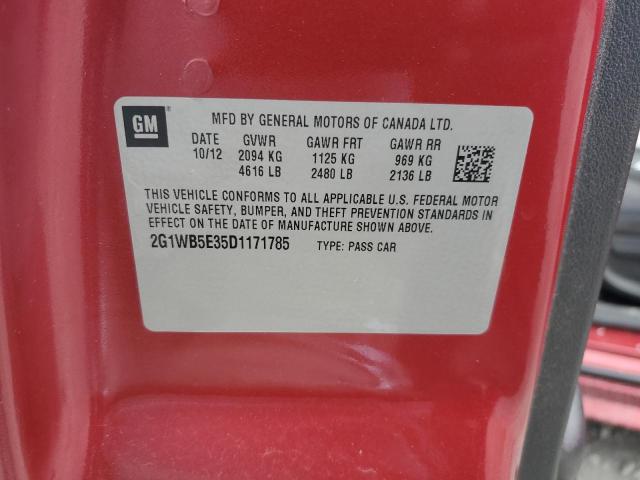 GM
MFD BY GENERAL MOTORS OF CANADA LTD.
DATE GVWR GAWR FRT GAWR RR
10/12 2094 KG 1125 KG 969 KG
4616 LB 2480 LB 2136 LB
THIS VEHICLE CONFORMS TO ALL APPLICABLE U.S. FEDERAL MOTOR
VEHICLE SAFETY, BUMPER, AND THEFT PREVENTION STANDARDS IN
EFFECT ON THE DATE OF MANUFACTURE SHOWN ABOVE.
2G1WB5E35D1171785 TYPE: PASS CAR